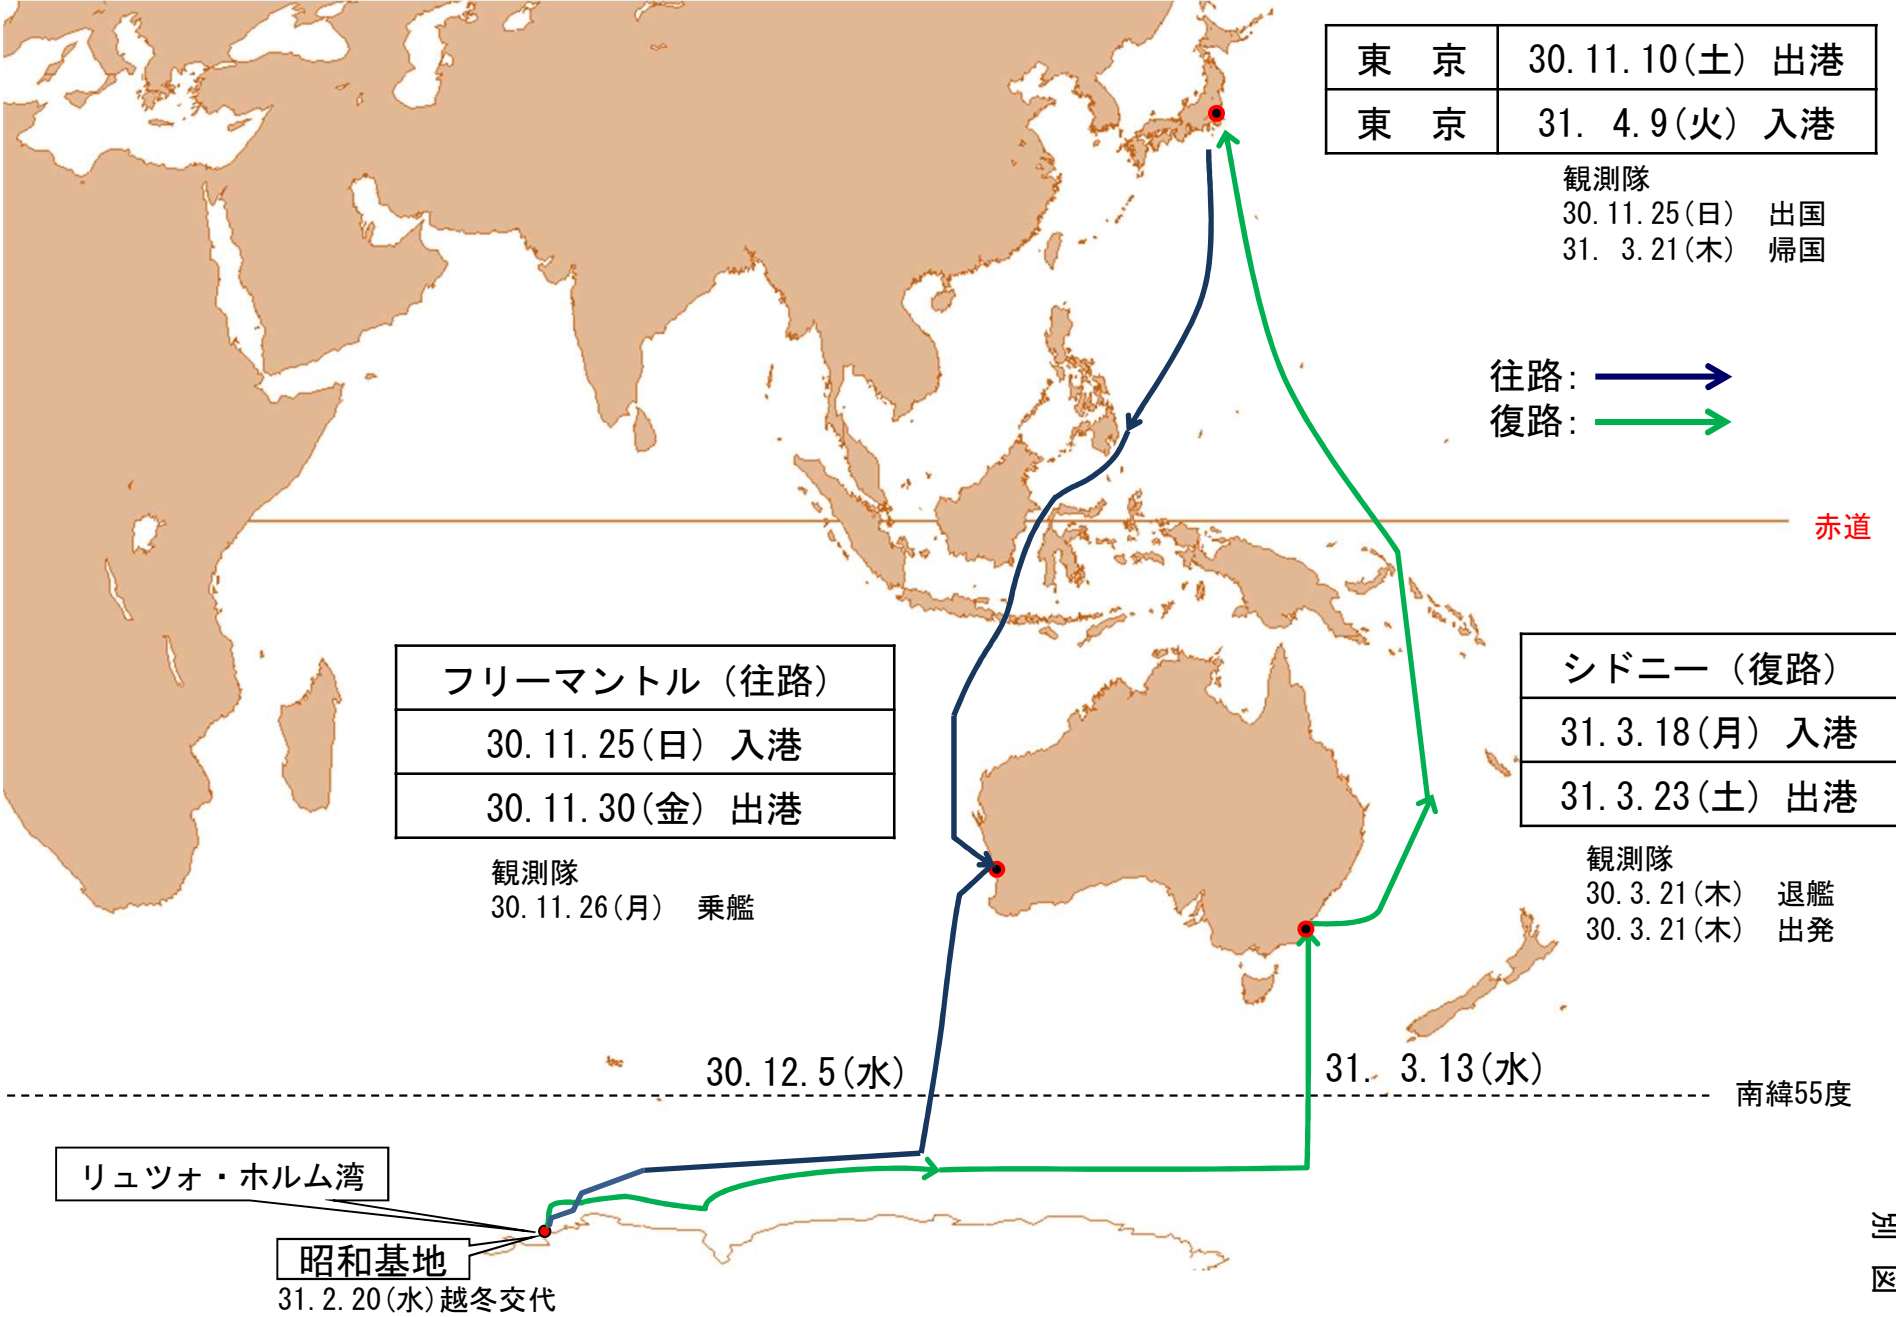 東 京 30.11.10(土) 出港
東 京 31. 4.9(火) 入港
観測隊
30.11.25(日) 出国
31. 3.21(木) 帰国
往路:
復路:
赤道
フリーマントル（往路）
30.11.25(日) 入港
30.11.30(金) 出港
観測隊
30.11.26(月) 乗艦
シドニー（復路）
31.3.18(月) 入港
31.3.23(土) 出港
観測隊
30.3.21(木) 退艦
30.3.21(木) 出発
30.12.5(水)
31. 3.13(水)
南緯55度
リュツォ・ホルム湾
昭和基地
31.2.20(水)越冬交代